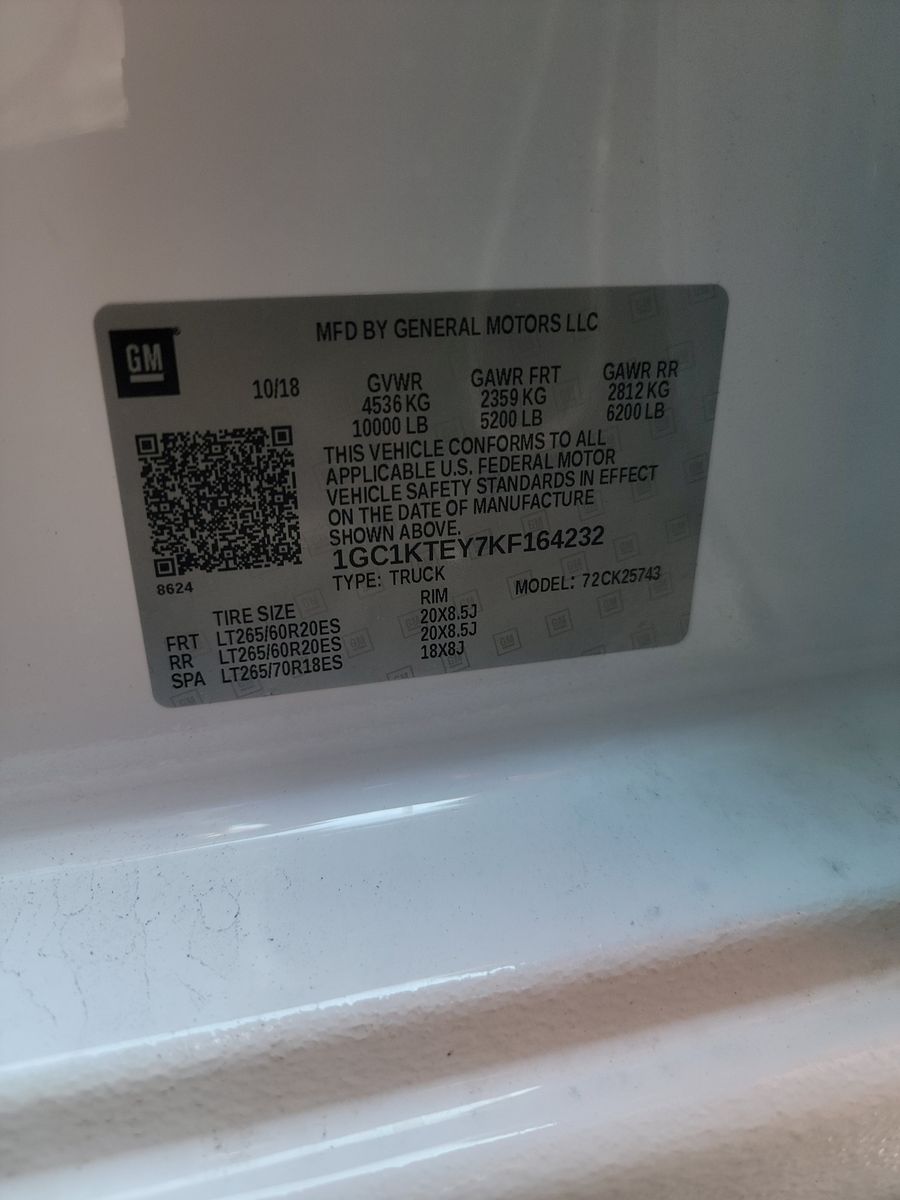 MFD BY GENERAL MOTORS LLC
GM
10/18
GVWR GAWR FRT GAWR RR
4536 KG 2359 KG 2812 KG
10000 LB 5200 LB 6200 LB
THIS VEHICLE CONFORMS TO ALL
APPLICABLE U.S. FEDERAL MOTOR
VEHICLE SAFETY STANDARDS IN EFFECT
ON THE DATE OF MANUFACTURE
SHOWN ABOVE.
1GC1KTEY7KF164232
8624
TYPE: TRUCK MODEL: 72CK25743
TIRE SIZE RIM
FRT LT265/60R20ES 20X8.5J
RR LT265/60R20ES 20X8.5J
SPA LT265/70R18ES 18X8J